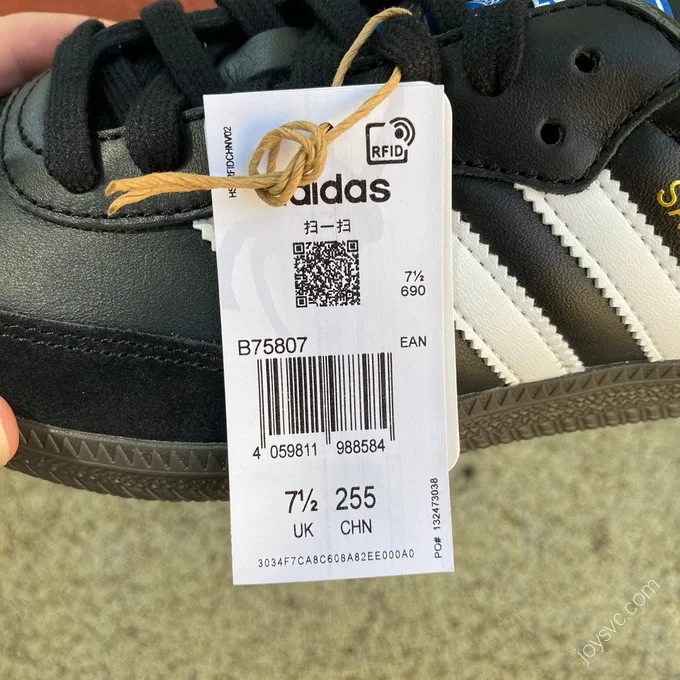 RFID
adidas
扫一扫
7½
690
B75807
EAN
4 059811 988584
7½ 255
UK CHN
PO# 132473038
3034F7CA8C608A82EE000A0
joysvc.com